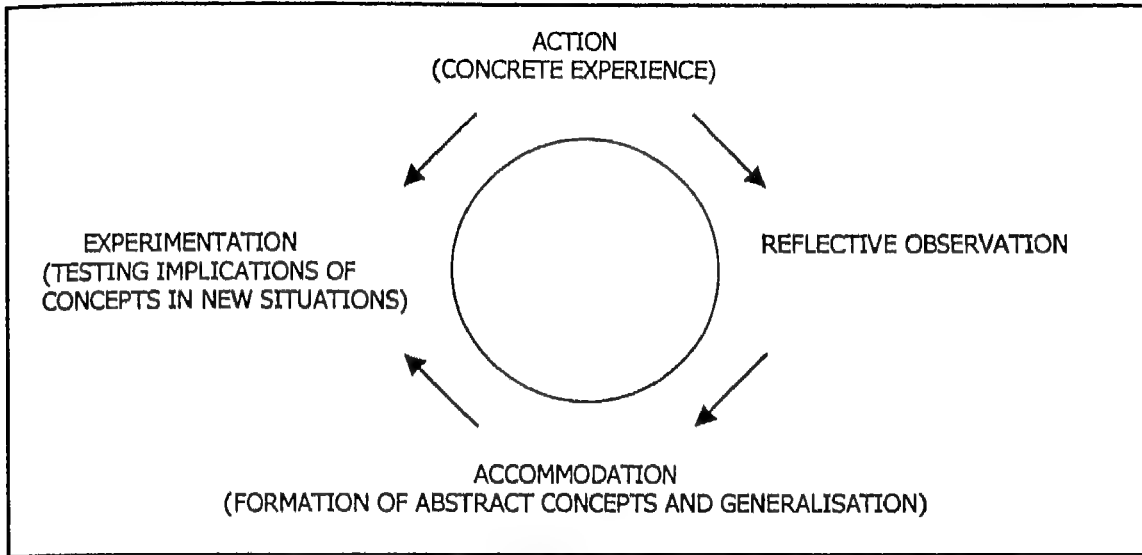 ACTION
(CONCRETE EXPERIENCE)
EXPERIMENTATION
(TESTING IMPLICATIONS OF
CONCEPTS IN NEW SITUATIONS)
REFLECTIVE OBSERVATION
ACCOMMODATION
(FORMATION OF ABSTRACT CONCEPTS AND GENERALISATION)